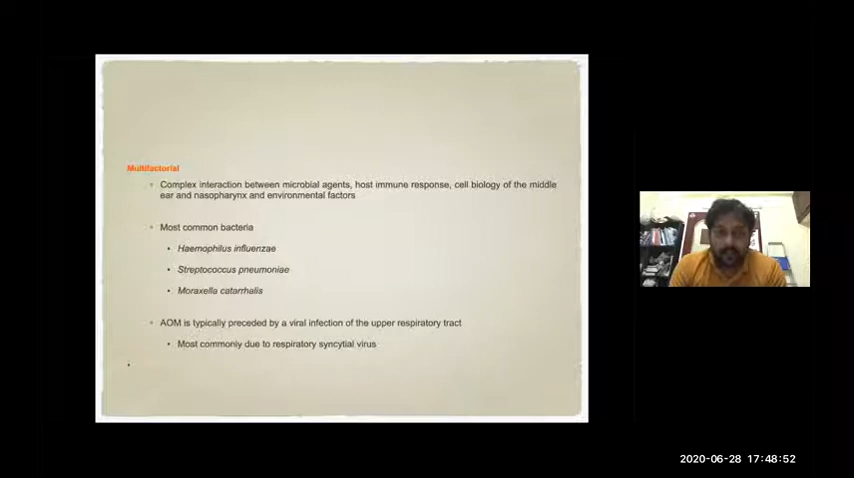 Multifactorial
• Complex interaction between microbial agents, host immune response, cell biology of the middle
ear and nasopharynx and environmental factors
• Most common bacteria
• Haemophilus influenzae
• Streptococcus pneumoniae
• Moraxella catarrhalis
• AOM is typically preceded by a viral infection of the upper respiratory tract
• Most commonly due to respiratory syncytial virus
•
2020-06-28 17:48:52